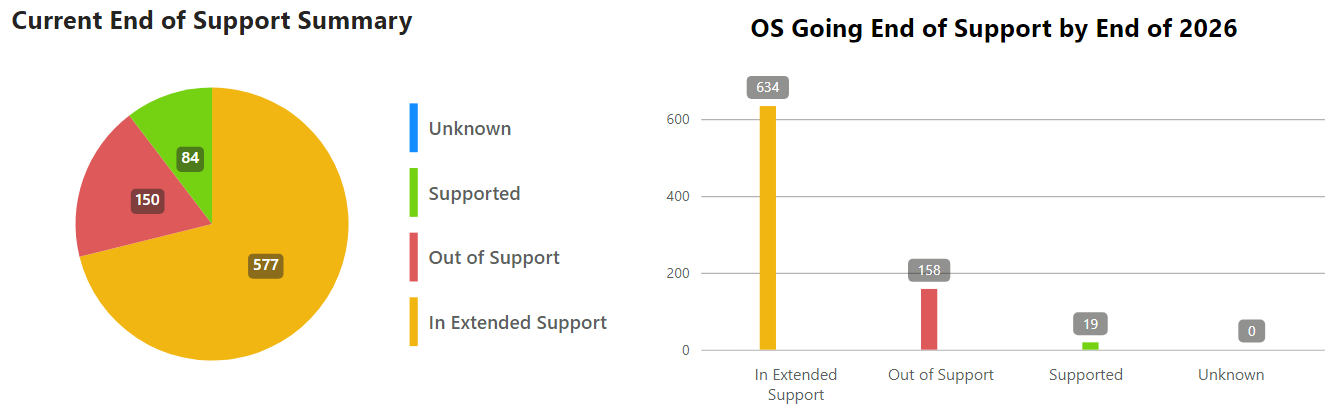 Current End of Support Summary
84
150
577
Unknown
Supported
Out of Support
In Extended Support
OS Going End of Support by End of 2026
634
600
400
158
200
19
0
0
In Extended
Support
Out of Support
Supported
Unknown